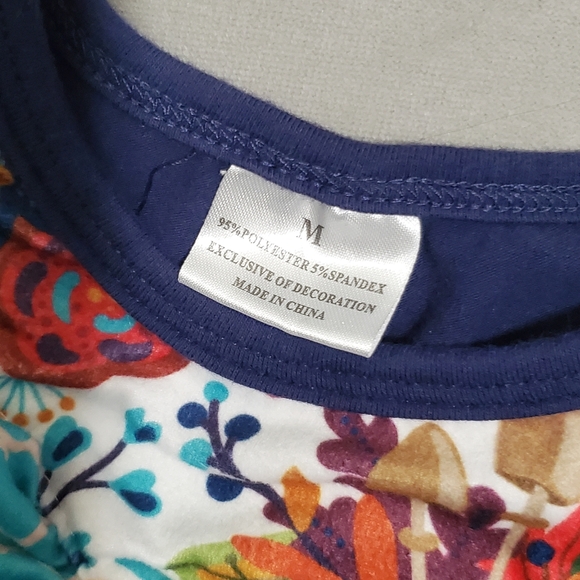 M
95%POLYESTER 5%SPANDEX
EXCLUSIVE OF DECORATION
MADE IN CHINA